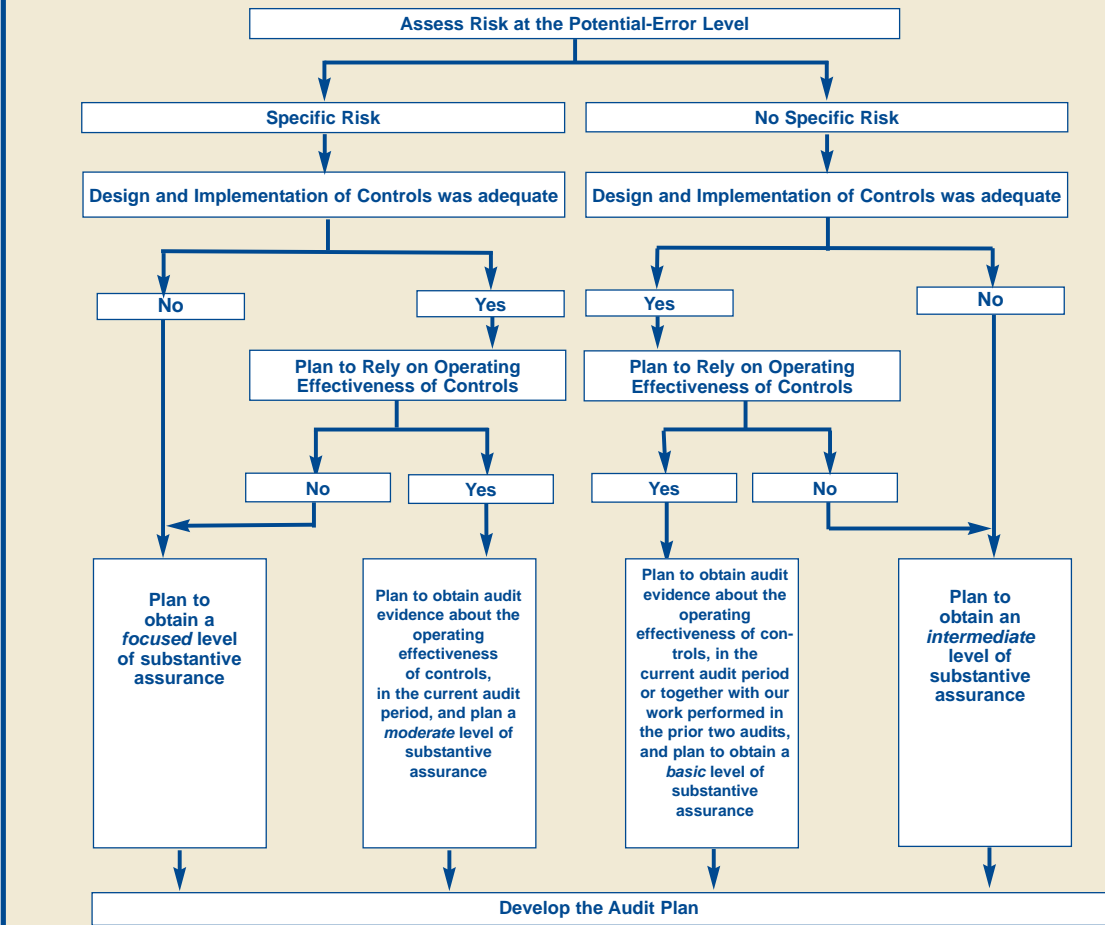 Assess Risk at the Potential-Error Level
Specific Risk
No Specific Risk
Design and Implementation of Controls was adequate
Design and Implementation of Controls was adequate
No
Yes
Yes
No
Plan to Rely on Operating
Effectiveness of Controls
Plan to Rely on Operating
Effectiveness of Controls
No
Yes
Yes
No
Plan to
obtain a
focused level
of substantive
assurance
Plan to obtain audit
evidence about the
operating
effectiveness
of controls,
in the current audit
period, and plan a
moderate level of
substantive
assurance
Plan to obtain audit
evidence about the
operating
effectiveness of con-
trols, in the
current audit period
or together with our
work performed in
the prior two audits,
and plan to obtain a
basic level of
substantive
assurance
Plan to
obtain an
intermediate
level of
substantive
assurance
Develop the Audit Plan